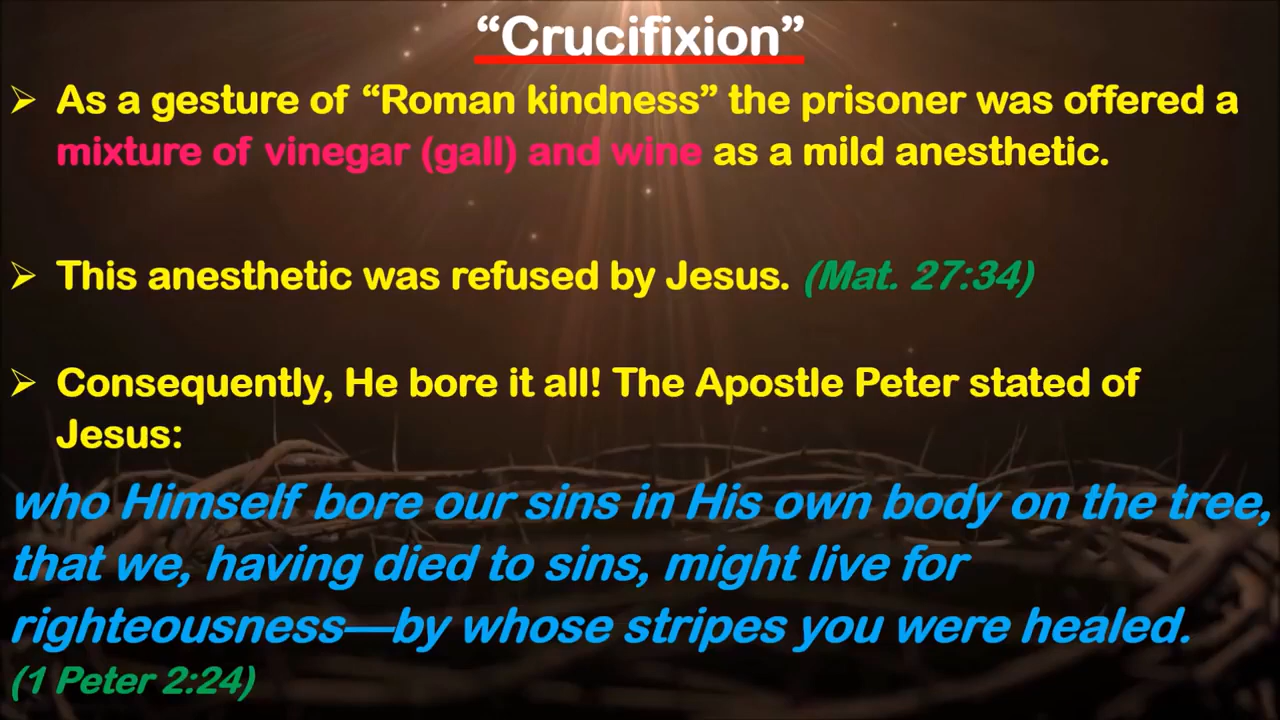 “Crucifixion”
➢ As a gesture of “Roman kindness” the prisoner was offered a
mixture of vinegar (gall) and wine as a mild anesthetic.
➢ This anesthetic was refused by Jesus. (Mat. 27:34)
➢ Consequently, He bore it all! The Apostle Peter stated of
Jesus:
who Himself bore our sins in His own body on the tree,
that we, having died to sins, might live for
righteousness—by whose stripes you were healed.
(1 Peter 2:24)